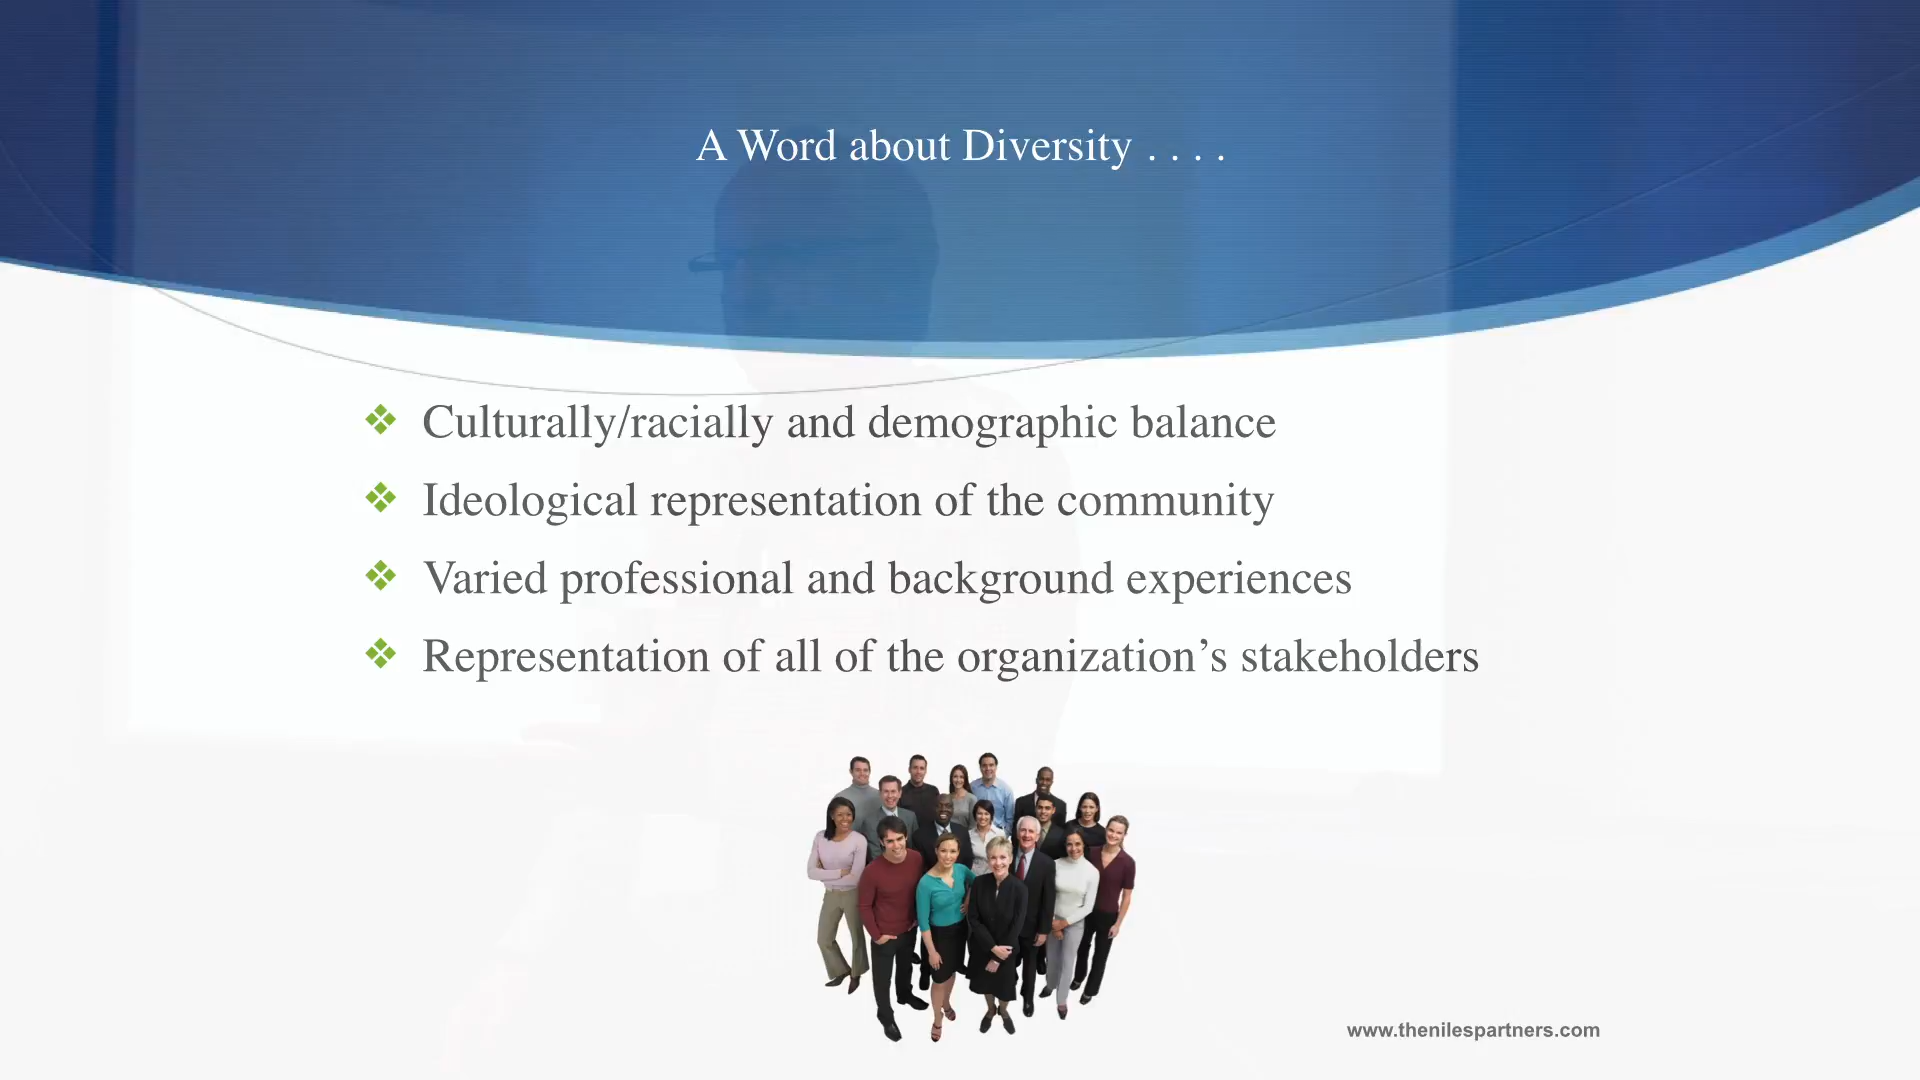 A Word about Diversity . . . .
Culturally/racially and demographic balance
Ideological representation of the community
Varied professional and background experiences
Representation of all of the organization’s stakeholders
www.thenilespartners.com